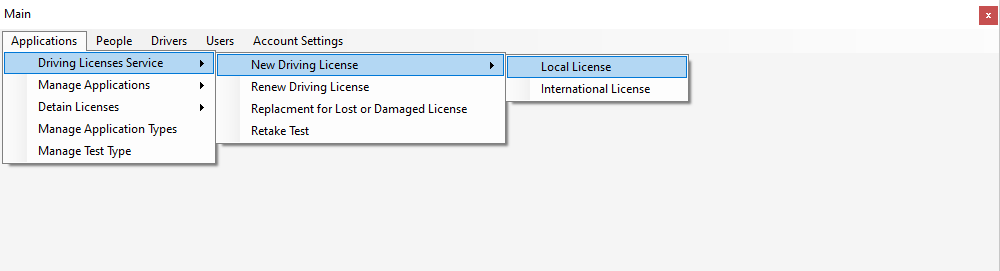 Main
x
Applications People Drivers Users Account Settings
Driving Licenses Service
Manage Applications
Detain Licenses
Manage Application Types
Manage Test Type
New Driving License
Renew Driving License
Replacment for Lost or Damaged License
Retake Test
Local License
International License